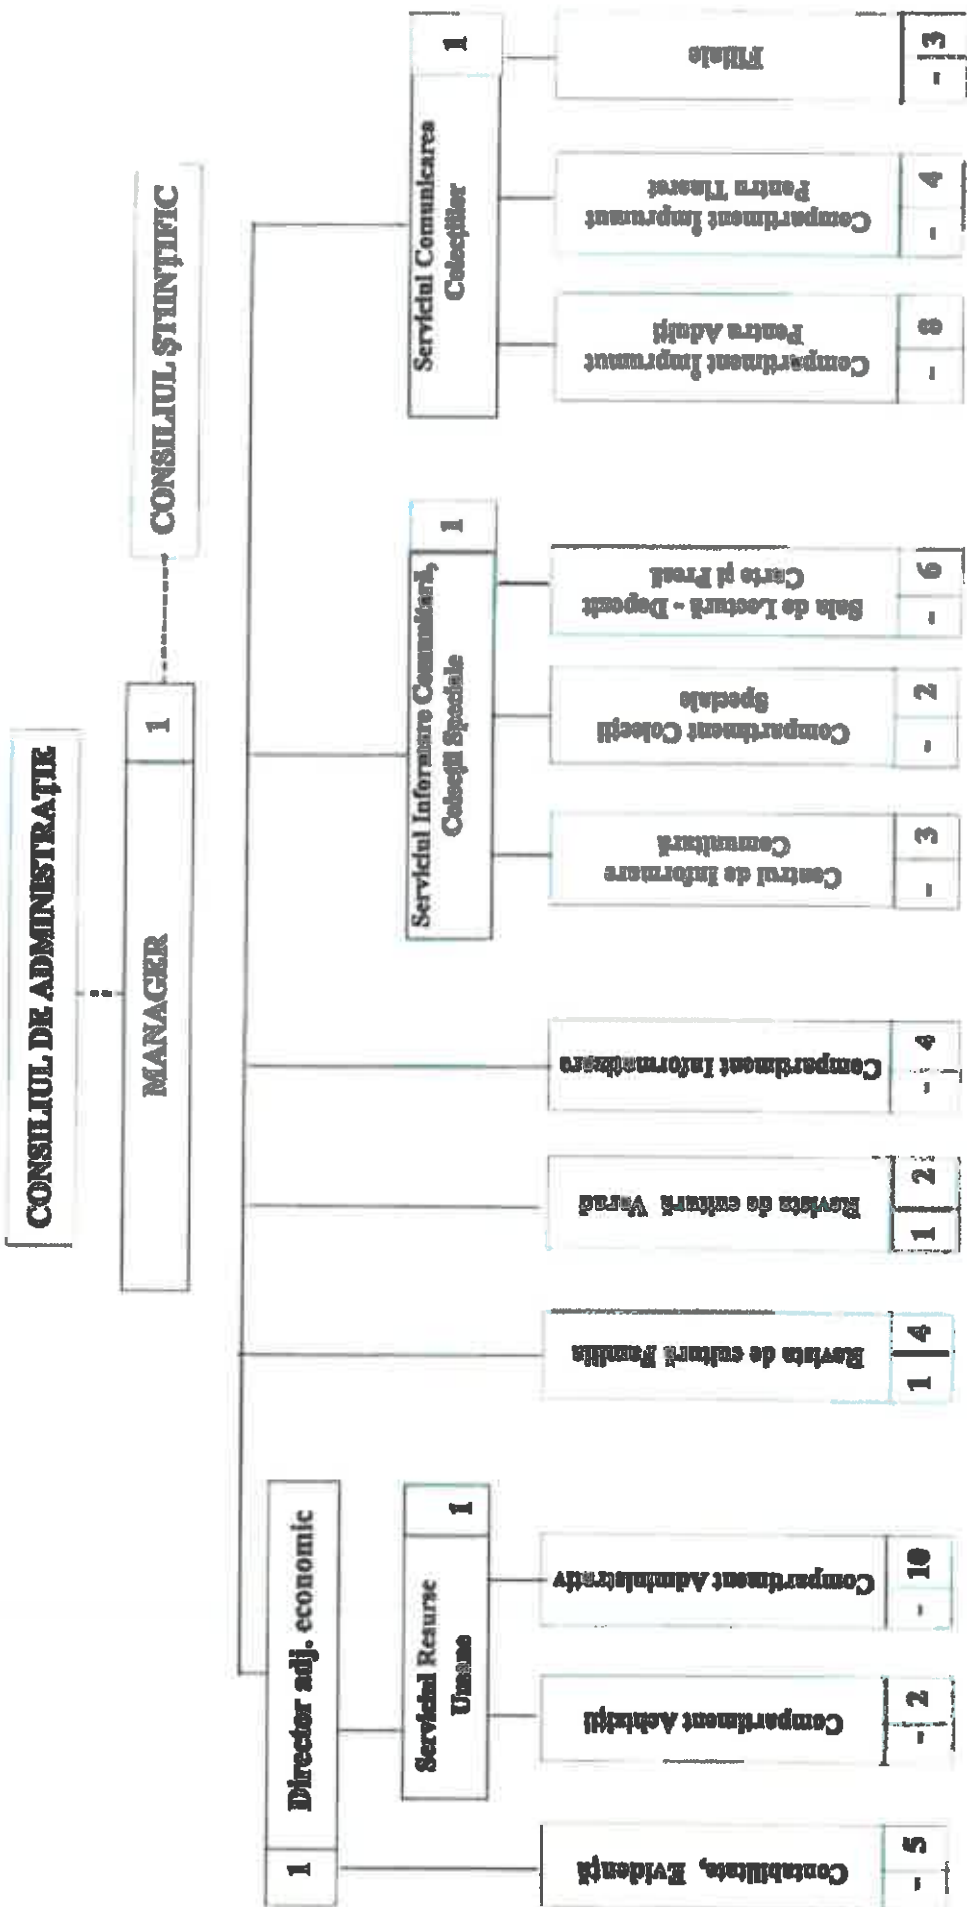 CONSILIUL DE ADMINISTRAȚIE
MANAGER
1
CONSILIUL ȘTIINȚIFIC
1
Director adj. economic
Serviciul Resurse
Umane
1
Serviciul Informare Comunitară,
Colecții Speciale
1
Serviciul Comunicarea
Colecțiilor
1
Contabilitate, Evidență
- 5
Compartiment Achiziții
- 2
Compartiment Administrativ
- 10
Revista de cultură Familia
1 4
Revista de cultură Varad
1 2
Compartiment Informatizare
- 4
Centrul de Informare
Comunitară
- 3
Compartiment Colecții
Speciale
- 2
Sala de Lectură - Depozit
Carte și Presă
- 6
Compartiment Împrumut
Pentru Adulți
- 8
Compartiment Împrumut
Pentru Tineret
- 4
Filiale
- 3